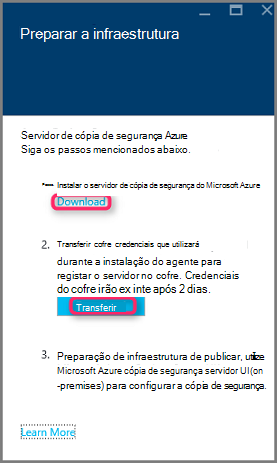 Preparar a infraestrutura
Servidor de cópia de segurança Azure
Siga os passos mencionados abaixo.
Instalar o servidor de cópia de segurança do Microsoft Azure
Download
2. Transferir cofre credenciais que utilizará
durante a instalação do agente para
registar o servidor no cofre. Credenciais
do cofre irão ex inte após 2 dias.
Transferir
3. Preparação de infraestrutura de publicar,
Microsoft Azure cópia de segurança servidor UI(on
-premises) para configurar a cópia de segurança.
Learn More